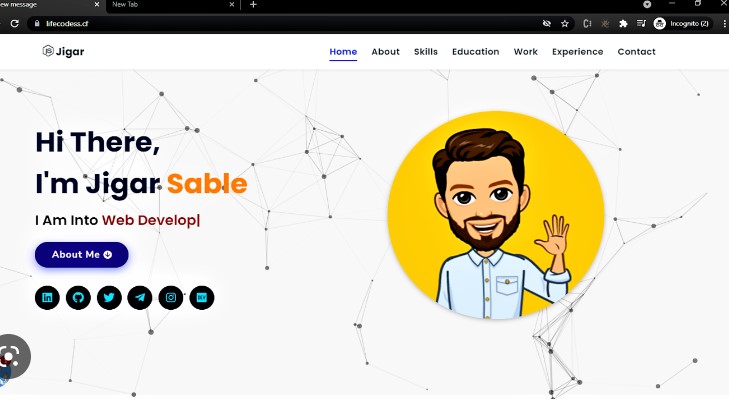 ew message
New Tab
lifecodess.cf
Incognito (2)
Jigar
Home About Skills Education Work Experience Contact
Hi There,
I'm Jigar Sable
I Am Into Web Develop|
About Me